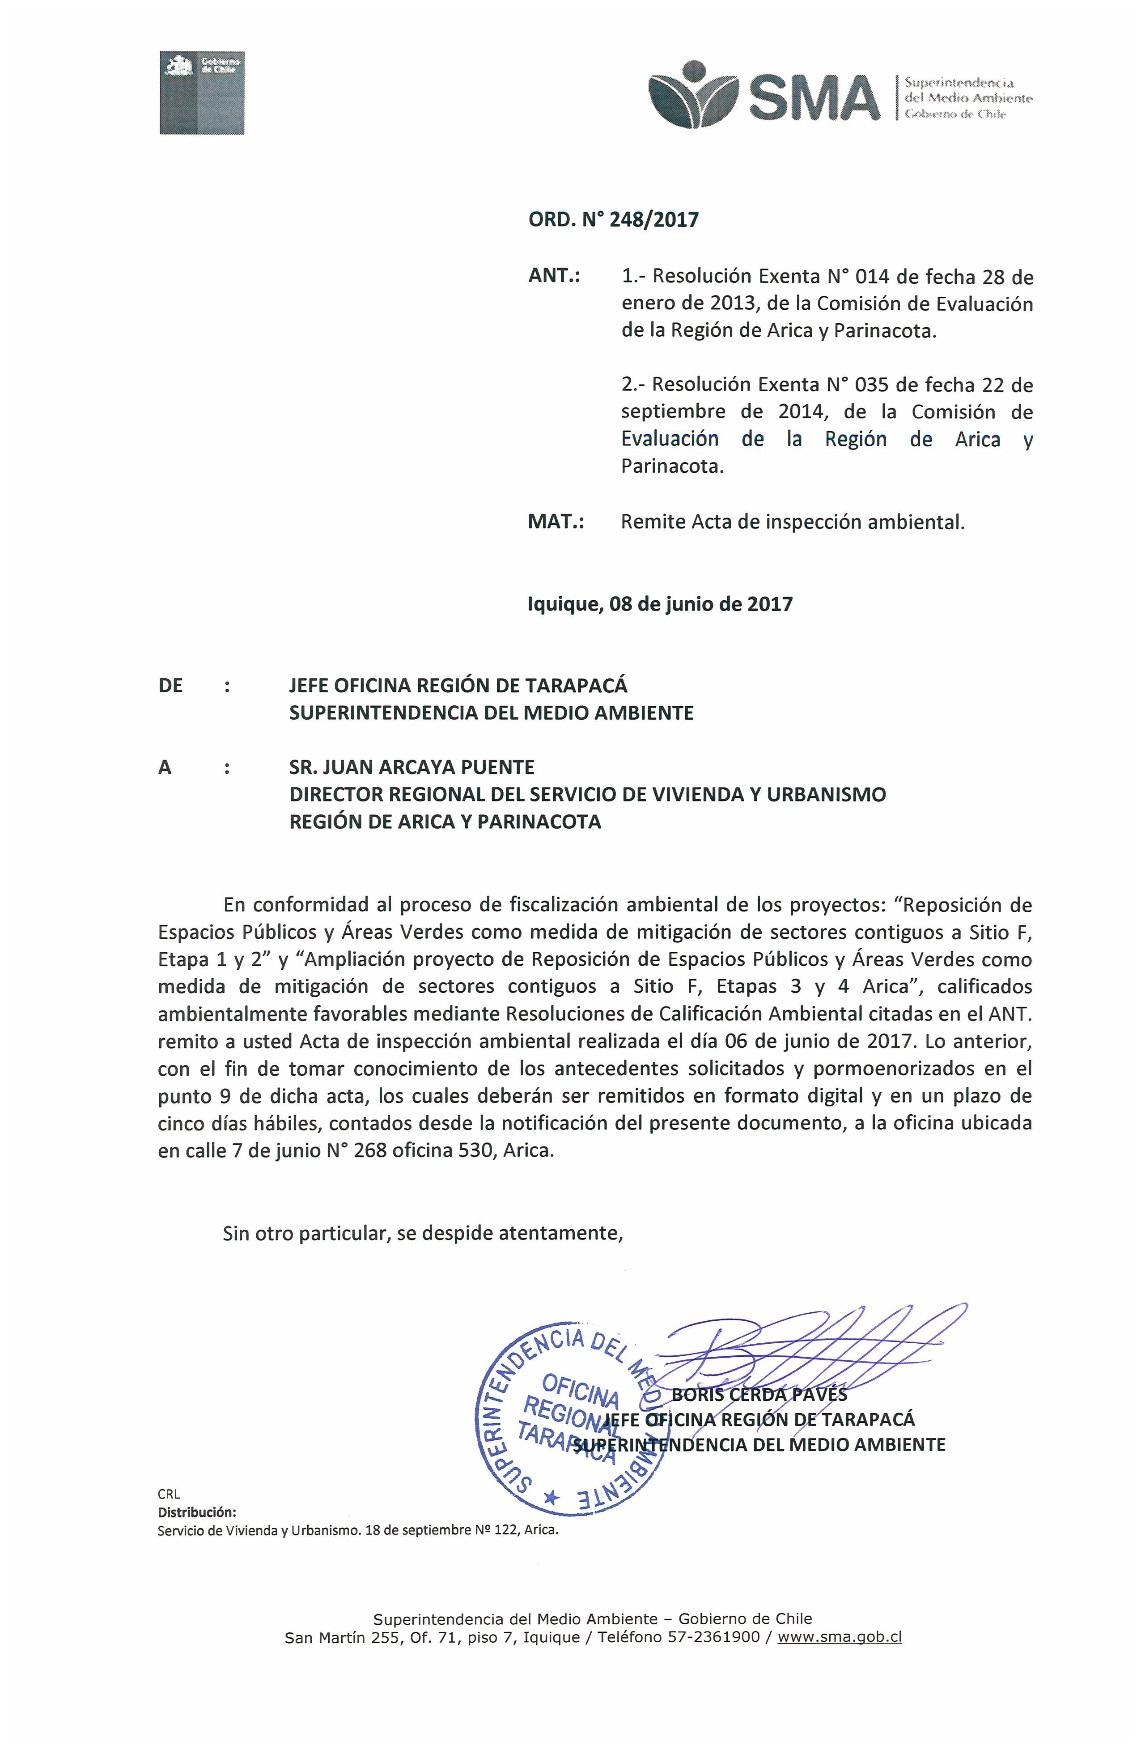 Gobierno
de Chile
SMA
Superintendencia
del Medio Ambiente
Gobierno de Chile
ORD. N° 248/2017
ANT.: 1.- Resolución Exenta N° 014 de fecha 28 de
enero de 2013, de la Comisión de Evaluación
de la Región de Arica y Parinacota.
2.- Resolución Exenta N° 035 de fecha 22 de
septiembre de 2014, de la Comisión de
Evaluación de la Región de Arica y
Parinacota.
MAT.: Remite Acta de inspección ambiental.
Iquique, 08 de junio de 2017
DE : JEFE OFICINA REGIÓN DE TARAPACÁ
SUPERINTENDENCIA DEL MEDIO AMBIENTE
A : SR. JUAN ARCAYA PUENTE
DIRECTOR REGIONAL DEL SERVICIO DE VIVIENDA Y URBANISMO
REGIÓN DE ARICA Y PARINACOTA
En conformidad al proceso de fiscalización ambiental de los proyectos: “Reposición de
Espacios Públicos y Áreas Verdes como medida de mitigación de sectores contiguos a Sitio F,
Etapa 1 y 2” y “Ampliación proyecto de Reposición de Espacios Públicos y Áreas Verdes como
medida de mitigación de sectores contiguos a Sitio F, Etapas 3 y 4 Arica”, calificados
ambientalmente favorables mediante Resoluciones de Calificación Ambiental citadas en el ANT.
remito a usted Acta de inspección ambiental realizada el día 06 de junio de 2017. Lo anterior,
con el fin de tomar conocimiento de los antecedentes solicitados y pormoenorizados en el
punto 9 de dicha acta, los cuales deberán ser remitidos en formato digital y en un plazo de
cinco días hábiles, contados desde la notificación del presente documento, a la oficina ubicada
en calle 7 de junio N° 268 oficina 530, Arica.
Sin otro particular, se despide atentamente,
SUPERINTENDENCIA DEL MEDIO AMBIENTE
OFICINA
REGIONAL
TARAPACA
BORIS CERDA PAVÉS
JEFE OFICINA REGIÓN DE TARAPACÁ
SUPERINTENDENCIA DEL MEDIO AMBIENTE
CRL
Distribución:
Servicio de Vivienda y Urbanismo. 18 de septiembre Nº 122, Arica.
Superintendencia del Medio Ambiente – Gobierno de Chile
San Martín 255, Of. 71, piso 7, Iquique / Teléfono 57-2361900 / www.sma.gob.cl